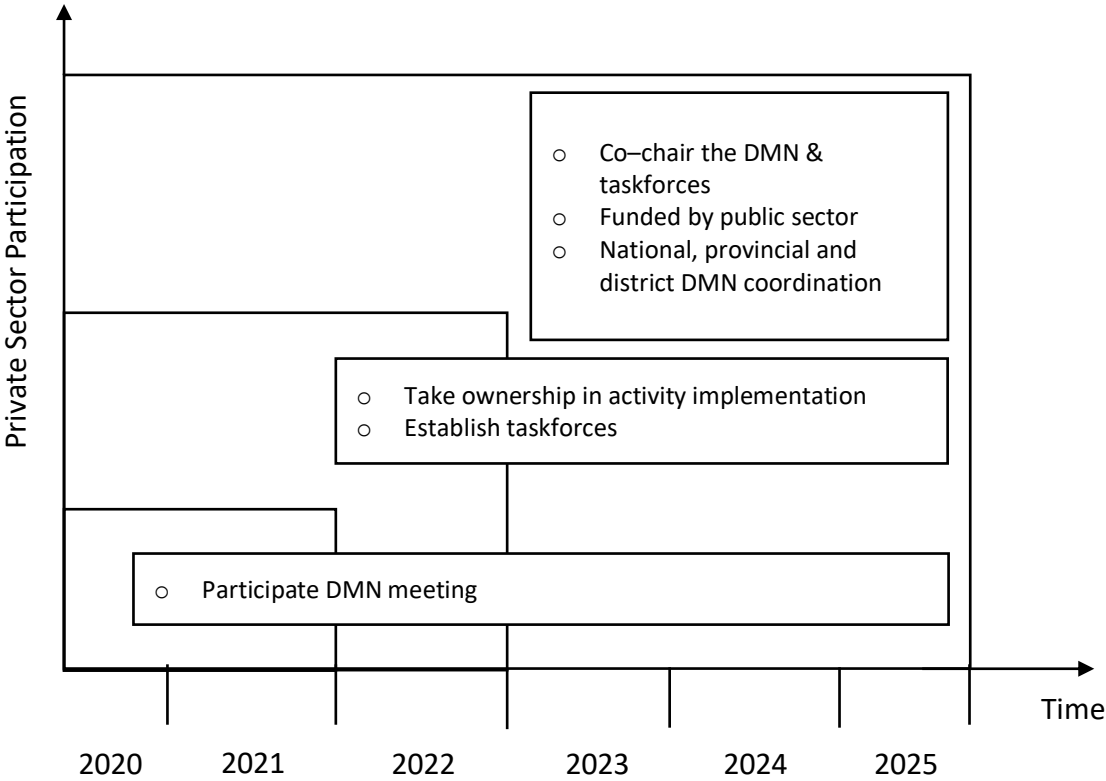 Private Sector Participation
○ Co–chair the DMN &
taskforces
○ Funded by public sector
○ National, provincial and
district DMN coordination
○ Take ownership in activity implementation
○ Establish taskforces
○ Participate DMN meeting
Time
2020 2021 2022 2023 2024 2025